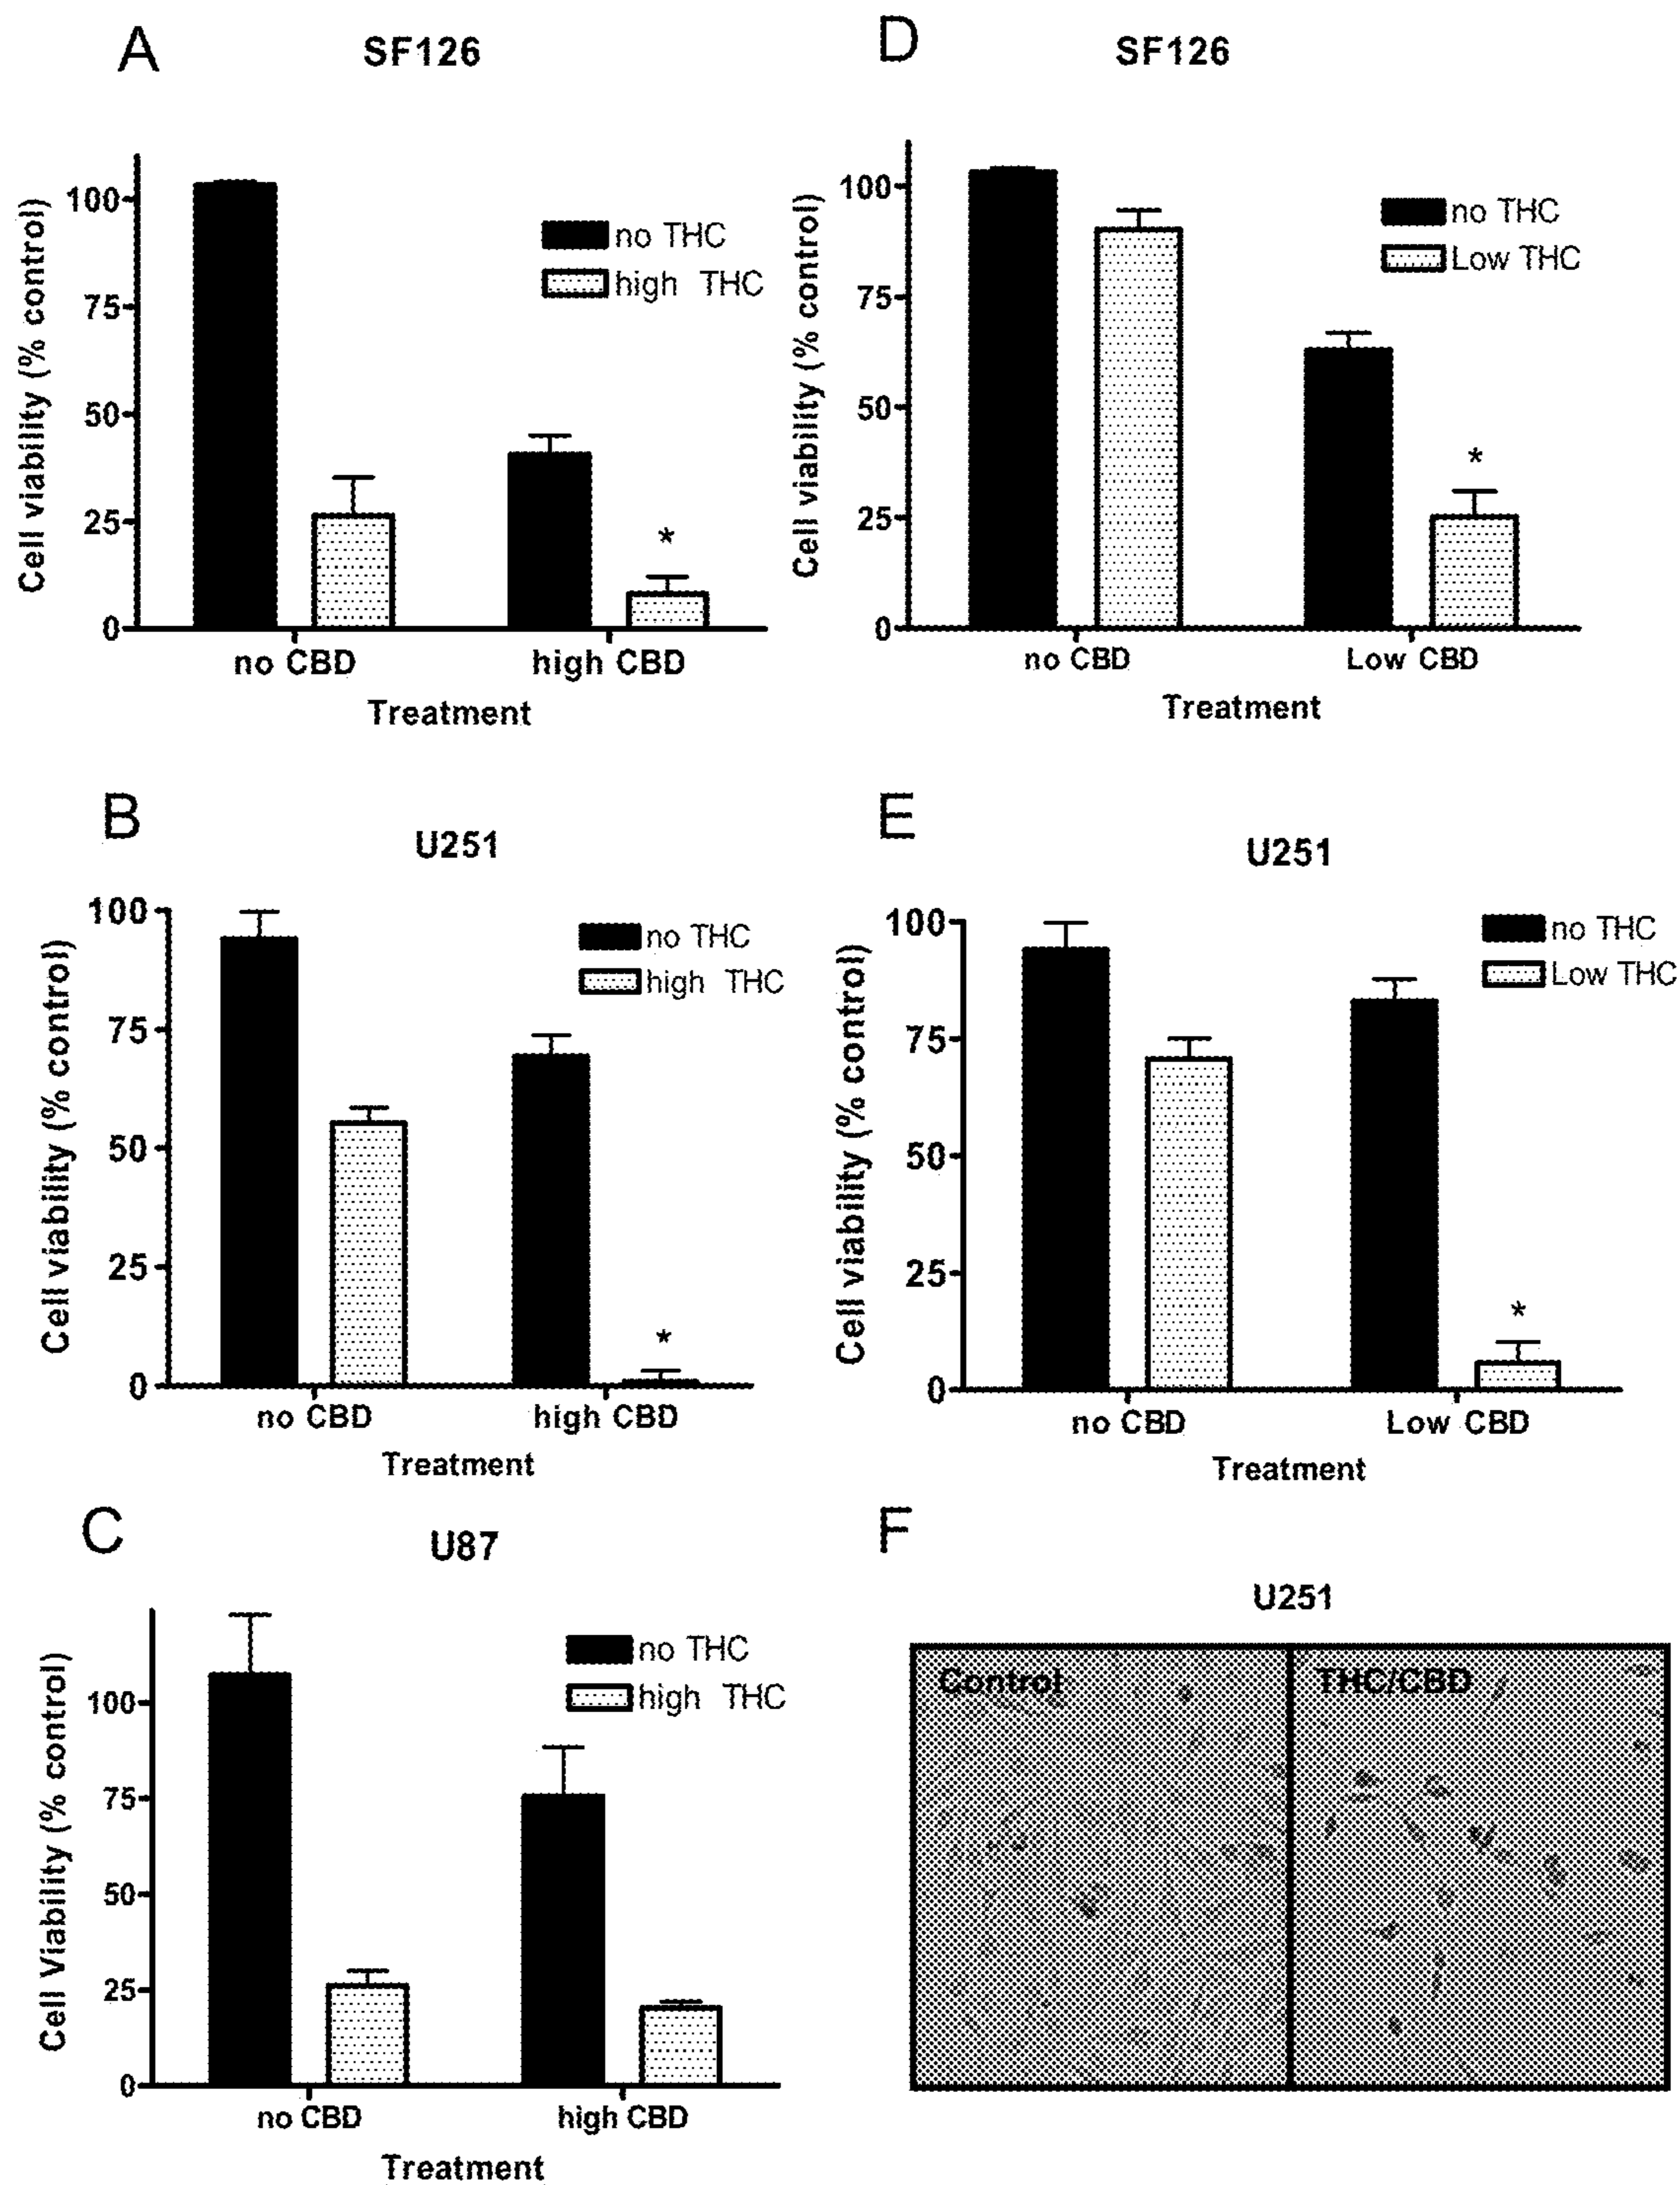 A
SF126
Cell viability (% control)
100
75
50
25
0
no THC
high THC
*
no CBD
high CBD
Treatment
D
SF126
Cell viability (% control)
100
75
50
25
0
no THC
Low THC
*
no CBD
Low CBD
Treatment
B
U251
Cell viability (% control)
100
75
50
25
0
no THC
high THC
*
no CBD
high CBD
Treatment
E
U251
Cell viability (% control)
100
75
50
25
0
no THC
Low THC
*
no CBD
Low CBD
Treatment
C
U87
Cell Viability (% control)
100
75
50
25
0
no THC
high THC
no CBD
high CBD
Treatment
F
U251
Control
THC/CBD